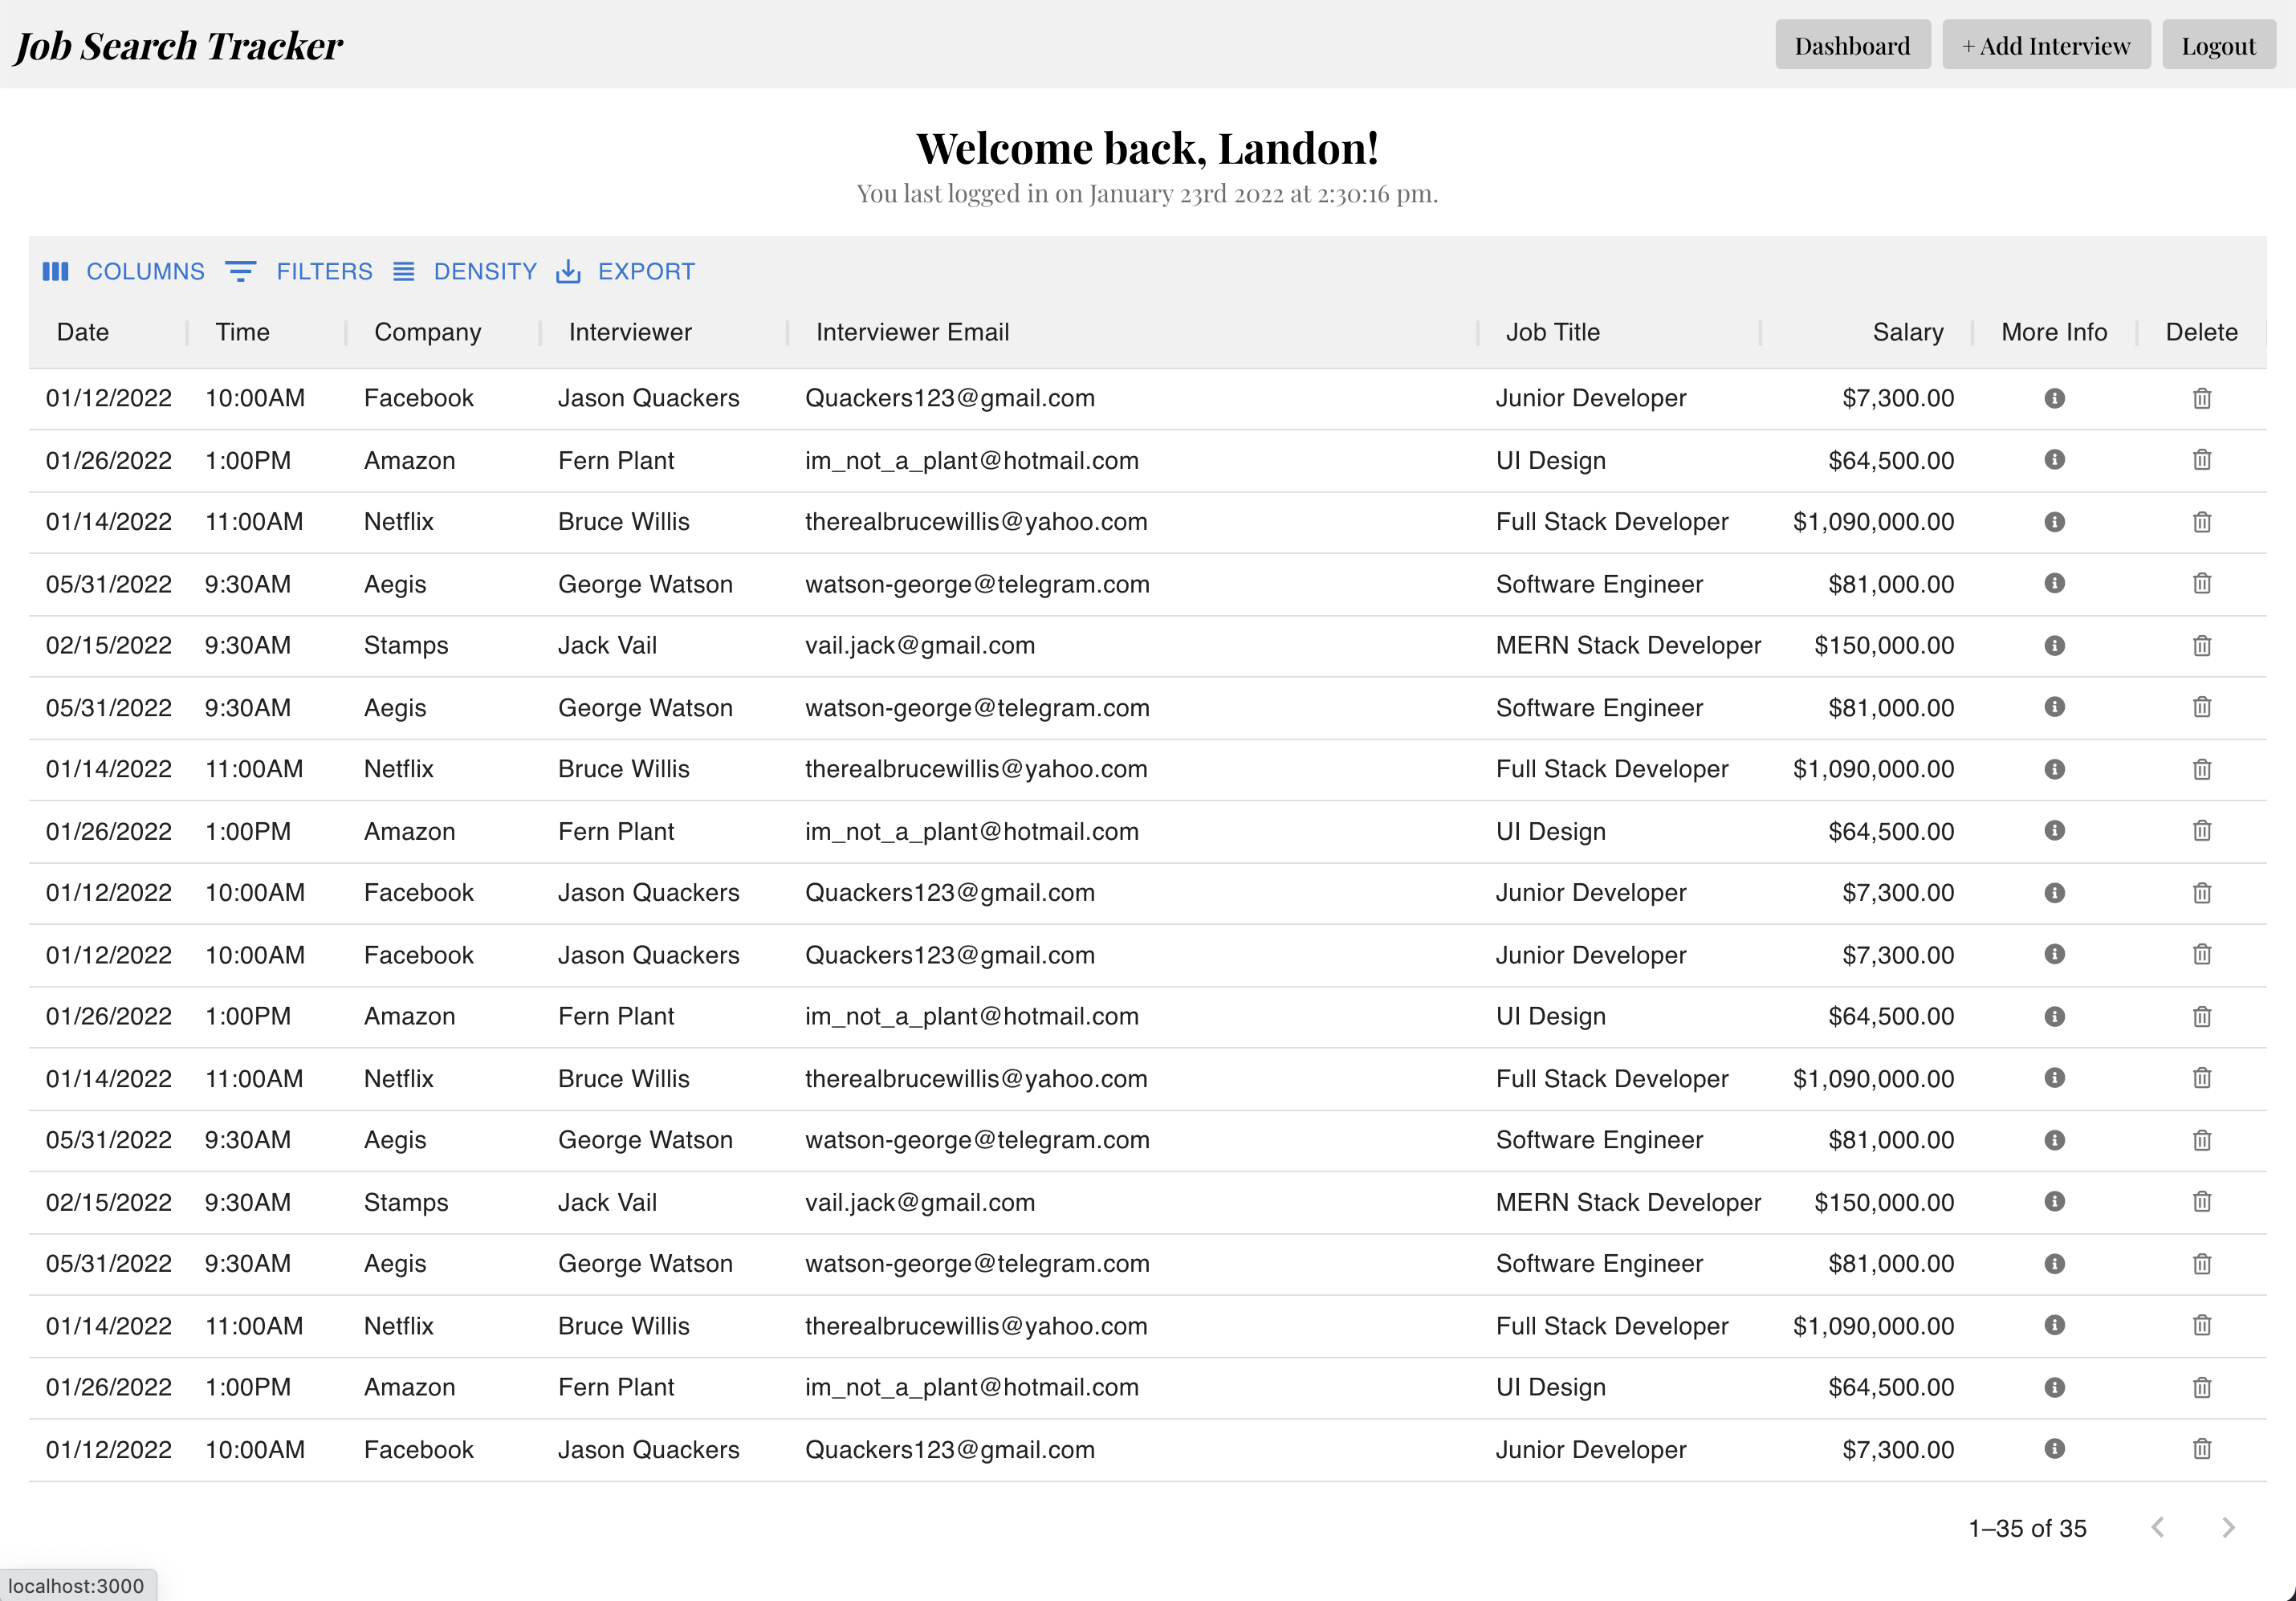 Job Search Tracker Dashboard + Add Interview Logout
Welcome back, Landon!
You last logged in on January 23rd 2022 at 2:30:16 pm.
COLUMNS FILTERS DENSITY EXPORT
Date Time Company Interviewer Interviewer Email Job Title Salary More Info Delete
01/12/2022 10:00AM Facebook Jason Quackers Quackers123@gmail.com Junior Developer $7,300.00
01/26/2022 1:00PM Amazon Fern Plant im_not_a_plant@hotmail.com UI Design $64,500.00
01/14/2022 11:00AM Netflix Bruce Willis therealbrucewillis@yahoo.com Full Stack Developer $1,090,000.00
05/31/2022 9:30AM Aegis George Watson watson-george@telegram.com Software Engineer $81,000.00
02/15/2022 9:30AM Stamps Jack Vail vail.jack@gmail.com MERN Stack Developer $150,000.00
05/31/2022 9:30AM Aegis George Watson watson-george@telegram.com Software Engineer $81,000.00
01/14/2022 11:00AM Netflix Bruce Willis therealbrucewillis@yahoo.com Full Stack Developer $1,090,000.00
01/26/2022 1:00PM Amazon Fern Plant im_not_a_plant@hotmail.com UI Design $64,500.00
01/12/2022 10:00AM Facebook Jason Quackers Quackers123@gmail.com Junior Developer $7,300.00
01/12/2022 10:00AM Facebook Jason Quackers Quackers123@gmail.com Junior Developer $7,300.00
01/26/2022 1:00PM Amazon Fern Plant im_not_a_plant@hotmail.com UI Design $64,500.00
01/14/2022 11:00AM Netflix Bruce Willis therealbrucewillis@yahoo.com Full Stack Developer $1,090,000.00
05/31/2022 9:30AM Aegis George Watson watson-george@telegram.com Software Engineer $81,000.00
02/15/2022 9:30AM Stamps Jack Vail vail.jack@gmail.com MERN Stack Developer $150,000.00
05/31/2022 9:30AM Aegis George Watson watson-george@telegram.com Software Engineer $81,000.00
01/14/2022 11:00AM Netflix Bruce Willis therealbrucewillis@yahoo.com Full Stack Developer $1,090,000.00
01/26/2022 1:00PM Amazon Fern Plant im_not_a_plant@hotmail.com UI Design $64,500.00
01/12/2022 10:00AM Facebook Jason Quackers Quackers123@gmail.com Junior Developer $7,300.00
1–35 of 35
localhost:3000